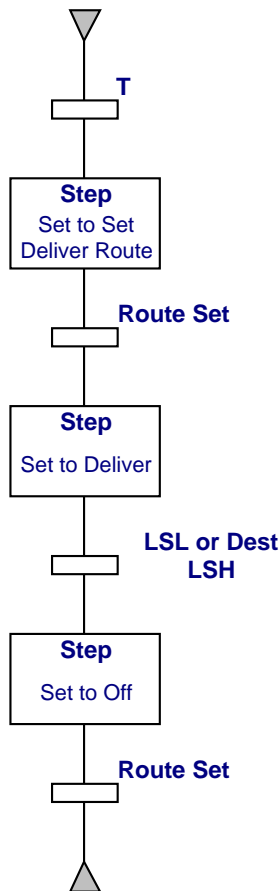 T
Step
Set to Set
Deliver Route
Route Set
Step
Set to Deliver
LSL or Dest
LSH
Step
Set to Off
Route Set